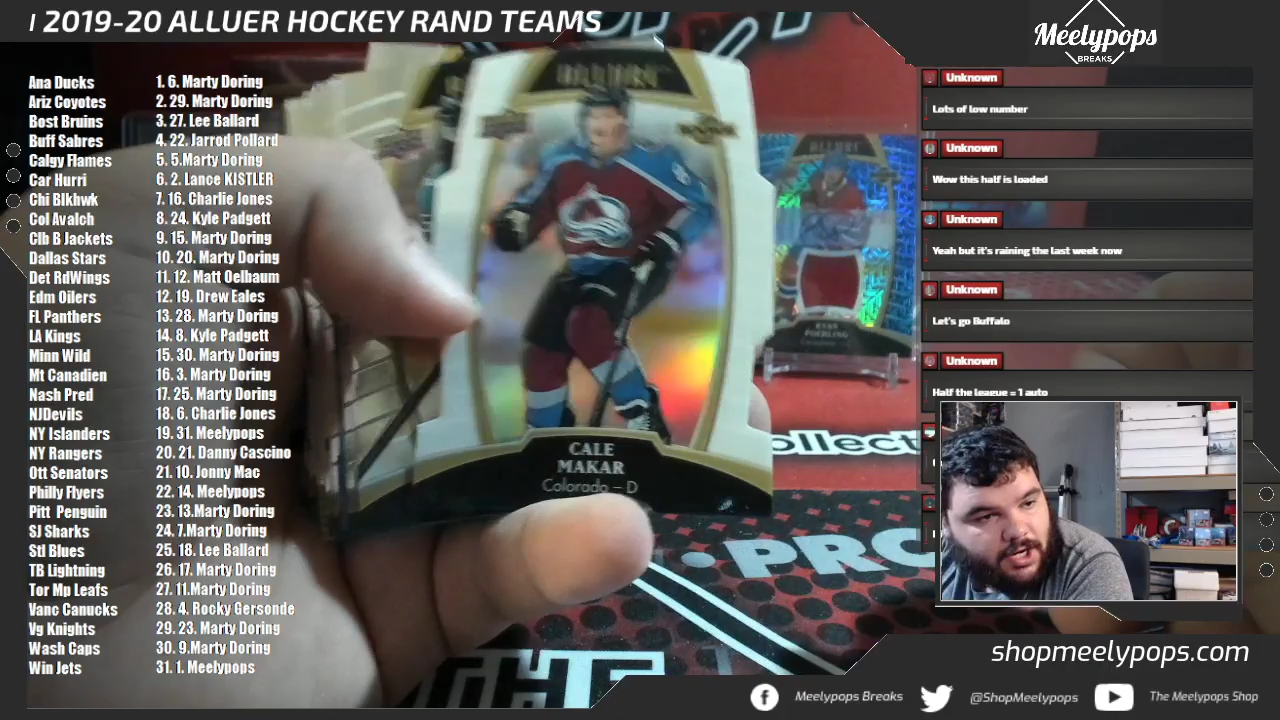 2019-20 ALLUER HOCKEY RAND TEAMS
Meelypops
BREAKS
Ana Ducks 1. 6. Marty Doring
Ariz Coyotes 2. 29. Marty Doring
Bost Bruins 3. 27. Lee Ballard
Buff Sabres 4. 22. Jarrod Pollard
Calgy Flames 5. 5.Marty Doring
Car Hurri 6. 2. Lance KISTLER
Chi Blkhwk 7. 16. Charlie Jones
Col Avalch 8. 24. Kyle Padgett
Clb B Jackets 9. 15. Marty Doring
Dallas Stars 10. 20. Marty Doring
Det RdWings 11. 12. Matt Oelbaum
Edm Oilers 12. 19. Drew Eales
FL Panthers 13. 28. Marty Doring
LA Kings 14. 8. Kyle Padgett
Minn Wild 15. 30. Marty Doring
Mt Canadien 16. 3. Marty Doring
Nash Pred 17. 25. Marty Doring
NJDevils 18. 6. Charlie Jones
NY Islanders 19. 31. Meelypops
NY Rangers 20. 21. Danny Cascino
Ott Senators 21. 10. Jonny Mac
Philly Flyers 22. 14. Meelypops
Pitt Penguin 23. 13.Marty Doring
SJ Sharks 24. 7.Marty Doring
Stl Blues 25. 18. Lee Ballard
TB Lightning 26. 17. Marty Doring
Tor Mp Leafs 27. 11.Marty Doring
Vanc Canucks 28. 4. Rocky Gersonde
Vg Knights 29. 23. Marty Doring
Wash Caps 30. 9.Marty Doring
Win Jets 31. 1. Meelypops
ALLURE
CALE
MAKAR
Colorado - D
ALLURE
RYAN
POEHLING
Unknown
Lots of low number
Unknown
Wow this half is loaded
Unknown
Yeah but it's raining the last week now
Unknown
Let's go Buffalo
Unknown
Half the league = 1 auto
shopmeelypops.com
Meelypops Breaks
@ShopMeelypops
The Meelypops Shop